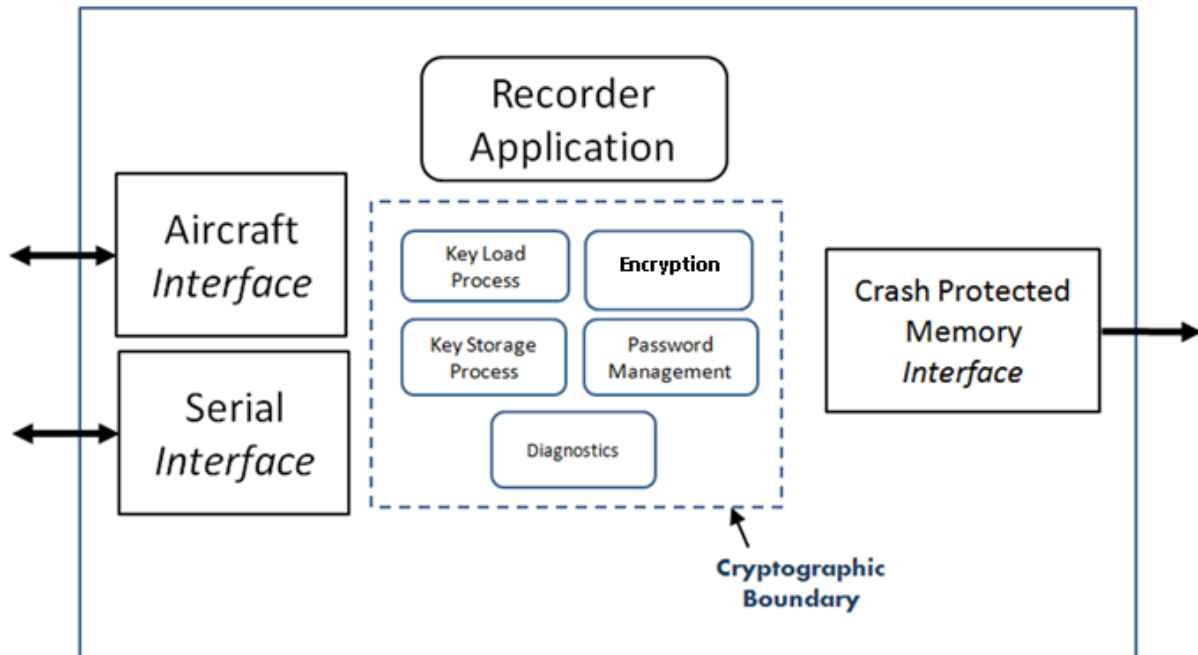 Recorder
Application
Aircraft
Interface
Serial
Interface
Key Load
Process
Encryption
Key Storage
Process
Password
Management
Diagnostics
Crash Protected
Memory
Interface
Cryptographic
Boundary